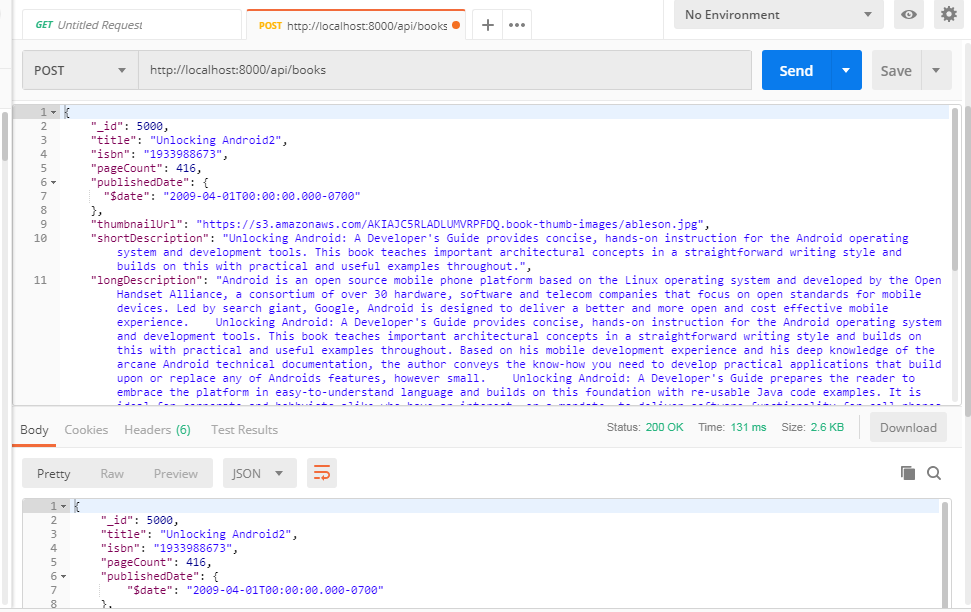 GET Untitled Request
POST http://localhost:8000/api/books
No Environment
POST http://localhost:8000/api/books Send Save
1 {
2 "_id": 5000,
3 "title": "Unlocking Android2",
4 "isbn": "1933988673",
5 "pageCount": 416,
6 "publishedDate": {
7 "$date": "2009-04-01T00:00:00.000-0700"
8 },
9 "thumbnailUrl": "https://s3.amazonaws.com/AKIAJC5RLADLUMVRPFDQ.book-thumb-images/ableson.jpg",
10 "shortDescription": "Unlocking Android: A Developer's Guide provides concise, hands-on instruction for the Android operating
system and development tools. This book teaches important architectural concepts in a straightforward writing style and
builds on this with practical and useful examples throughout.",
11 "longDescription": "Android is an open source mobile phone platform based on the Linux operating system and developed by the Open
Handset Alliance, a consortium of over 30 hardware, software and telecom companies that focus on open standards for mobile
devices. Led by search giant, Google, Android is designed to deliver a better and more open and cost effective mobile
experience.    Unlocking Android: A Developer's Guide provides concise, hands-on instruction for the Android operating system
and development tools. This book teaches important architectural concepts in a straightforward writing style and builds on
this with practical and useful examples throughout. Based on his mobile development experience and his deep knowledge of the
arcane Android technical documentation, the author conveys the know-how you need to develop practical applications that build
upon or replace any of Androids features, however small.    Unlocking Android: A Developer's Guide prepares the reader to
embrace the platform in easy-to-understand language and builds on this foundation with re-usable Java code examples. It is
Body Cookies Headers (6) Test Results Status: 200 OK Time: 131 ms Size: 2.6 KB Download
Pretty Raw Preview JSON
1 {
2 "_id": 5000,
3 "title": "Unlocking Android2",
4 "isbn": "1933988673",
5 "pageCount": 416,
6 "publishedDate": {
7 "$date": "2009-04-01T00:00:00.000-0700"
8 },